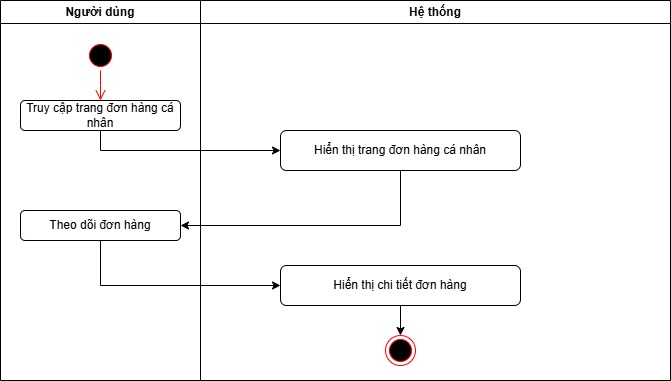 Người dùng
Hệ thống
Truy cập trang đơn hàng cá
nhân
Hiển thị trang đơn hàng cá nhân
Theo dõi đơn hàng
Hiển thị chi tiết đơn hàng